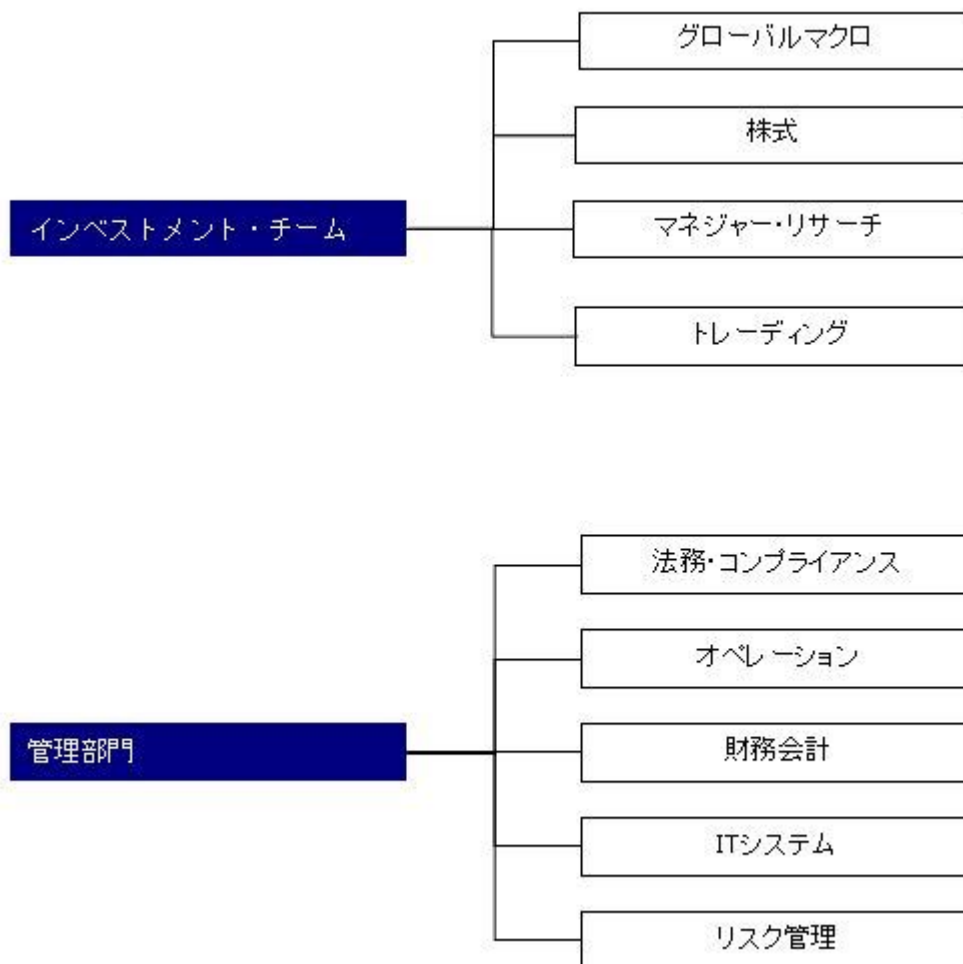 グローバルマクロ
株式
インベストメント・チーム
マネジャー・リサーチ
トレーディング
法務・コンプライアンス
オペレーション
管理部門
財務会計
ITシステム
リスク管理